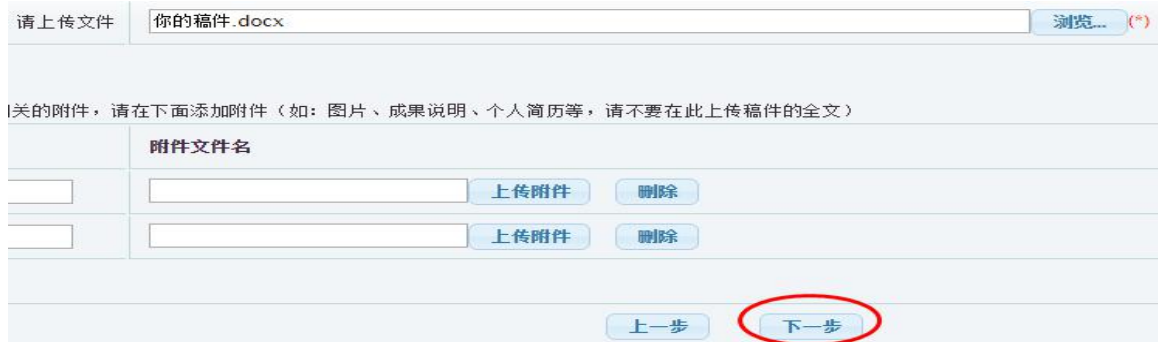 请上传文件 你的稿件.docx 浏览... (*)
关的附件，请在下面添加附件（如：图片、成果说明、个人简历等，请不要在此上传稿件的全文）
附件文件名
上传附件 删除
上传附件 删除
上一步 下一步